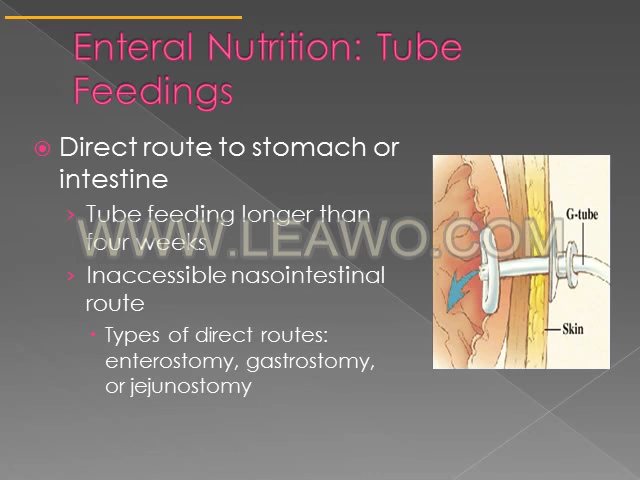 Enteral Nutrition: Tube
Feedings
Direct route to stomach or
intestine
Tube feeding longer than
four weeks
WWW.LEAWO.COM
Inaccessible nasointestinal
route
Types of direct routes:
enterostomy, gastrostomy,
or jejunostomy
G-tube
Skin